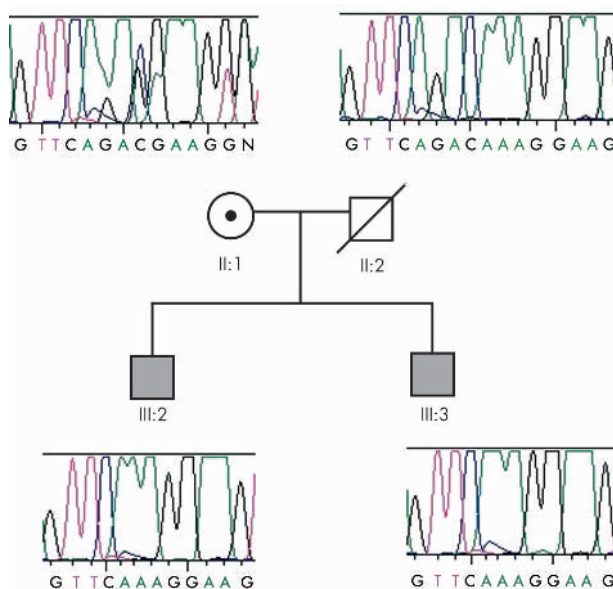 G T T C A G A C G A A G G N
G T T C A G A C A A A G G A A G
II:1
II:2
III:2
III:3
G T T C A A A G G A A G
G T T C A A A G G A A G